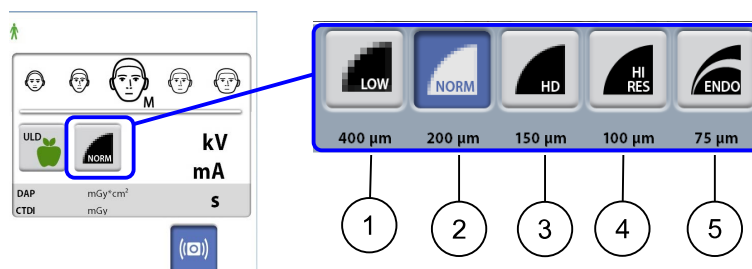 M
ULD
NORM
kV
mA
s
DAP mGy*cm²
CTDI mGy
LOW
NORM
HD
HI
RES
ENDO
400 µm
200 µm
150 µm
100 µm
75 µm
1
2
3
4
5